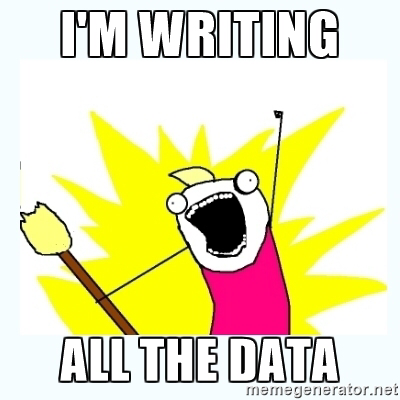 I'M WRITING
ALL THE DATA
memegenerator.net